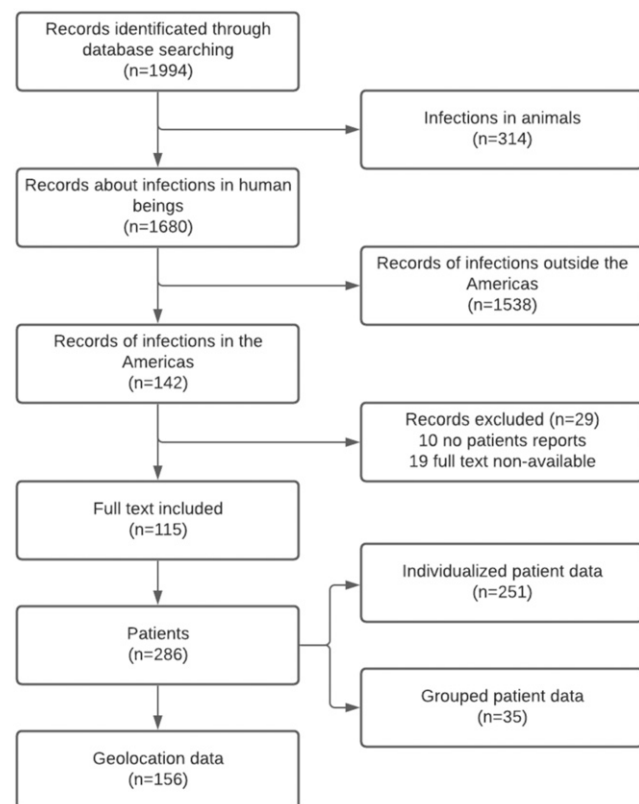 Records identificated through
database searching
(n=1994)
Infections in animals
(n=314)
Records about infections in human
beings
(n=1680)
Records of infections outside the
Americas
(n=1538)
Records of infections in the
Americas
(n=142)
Records excluded (n=29)
10 no patients reports
19 full text non-available
Full text included
(n=115)
Individualized patient data
(n=251)
Patients
(n=286)
Grouped patient data
(n=35)
Geolocation data
(n=156)